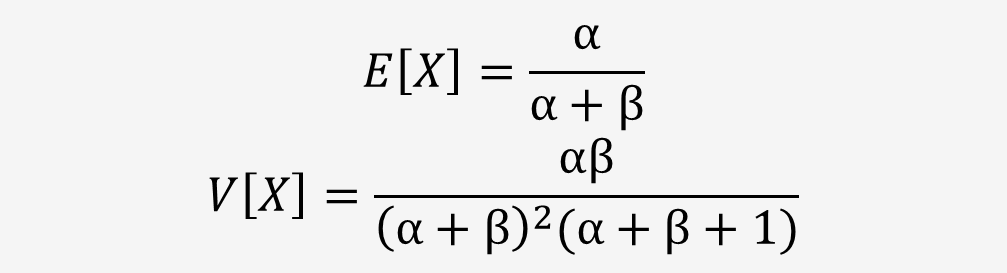 E[X] = α / (α + β)
V[X] = αβ / ((α + β)²(α + β + 1))